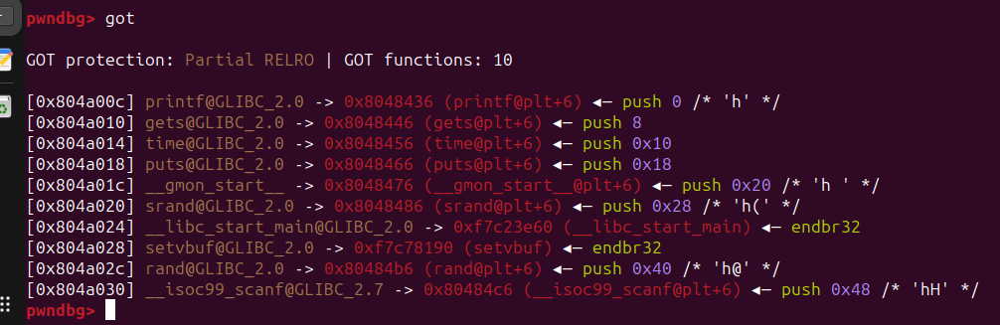 pwndbg> got
GOT protection: Partial RELRO | GOT functions: 10
[0x804a00c] printf@GLIBC_2.0 -> 0x8048436 (printf@plt+6) ◂— push 0 /* 'h' */
[0x804a010] gets@GLIBC_2.0 -> 0x8048446 (gets@plt+6) ◂— push 8
[0x804a014] time@GLIBC_2.0 -> 0x8048456 (time@plt+6) ◂— push 0x10
[0x804a018] puts@GLIBC_2.0 -> 0x8048466 (puts@plt+6) ◂— push 0x18
[0x804a01c] __gmon_start__ -> 0x8048476 (__gmon_start__@plt+6) ◂— push 0x20 /* 'h ' */
[0x804a020] srand@GLIBC_2.0 -> 0x8048486 (srand@plt+6) ◂— push 0x28 /* 'h(' */
[0x804a024] __libc_start_main@GLIBC_2.0 -> 0xf7c23e60 (__libc_start_main) ◂— endbr32
[0x804a028] setvbuf@GLIBC_2.0 -> 0xf7c78190 (setvbuf) ◂— endbr32
[0x804a02c] rand@GLIBC_2.0 -> 0x80484b6 (rand@plt+6) ◂— push 0x40 /* 'h@' */
[0x804a030] __isoc99_scanf@GLIBC_2.7 -> 0x80484c6 (__isoc99_scanf@plt+6) ◂— push 0x48 /* 'hH' */
pwndbg>